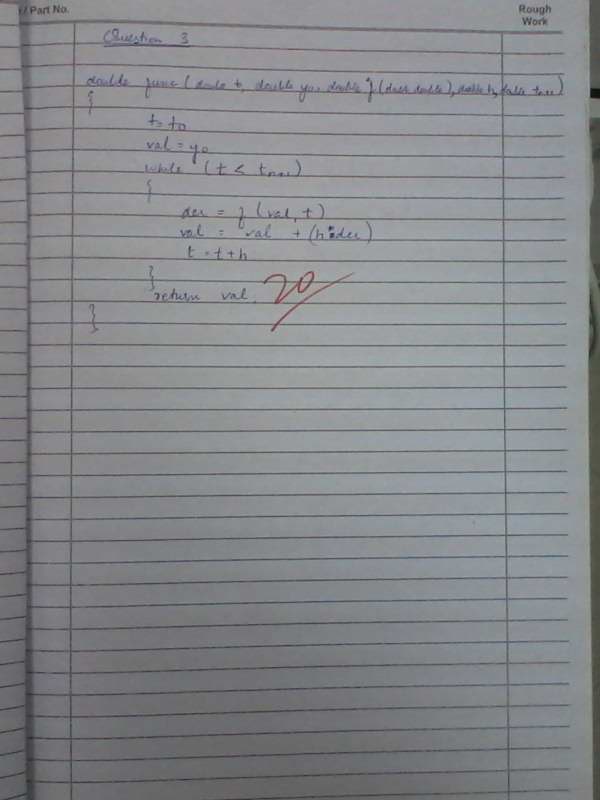 / Part No.
Rough
Work
Question 3
double func ( double t, double y0, double f (double double), double h, double tmax)
{
t= t0
val = y0
while (t < tmax)
{
der = f (val, t)
val = val + (h*der)
t = t + h
}
return val.
20
}